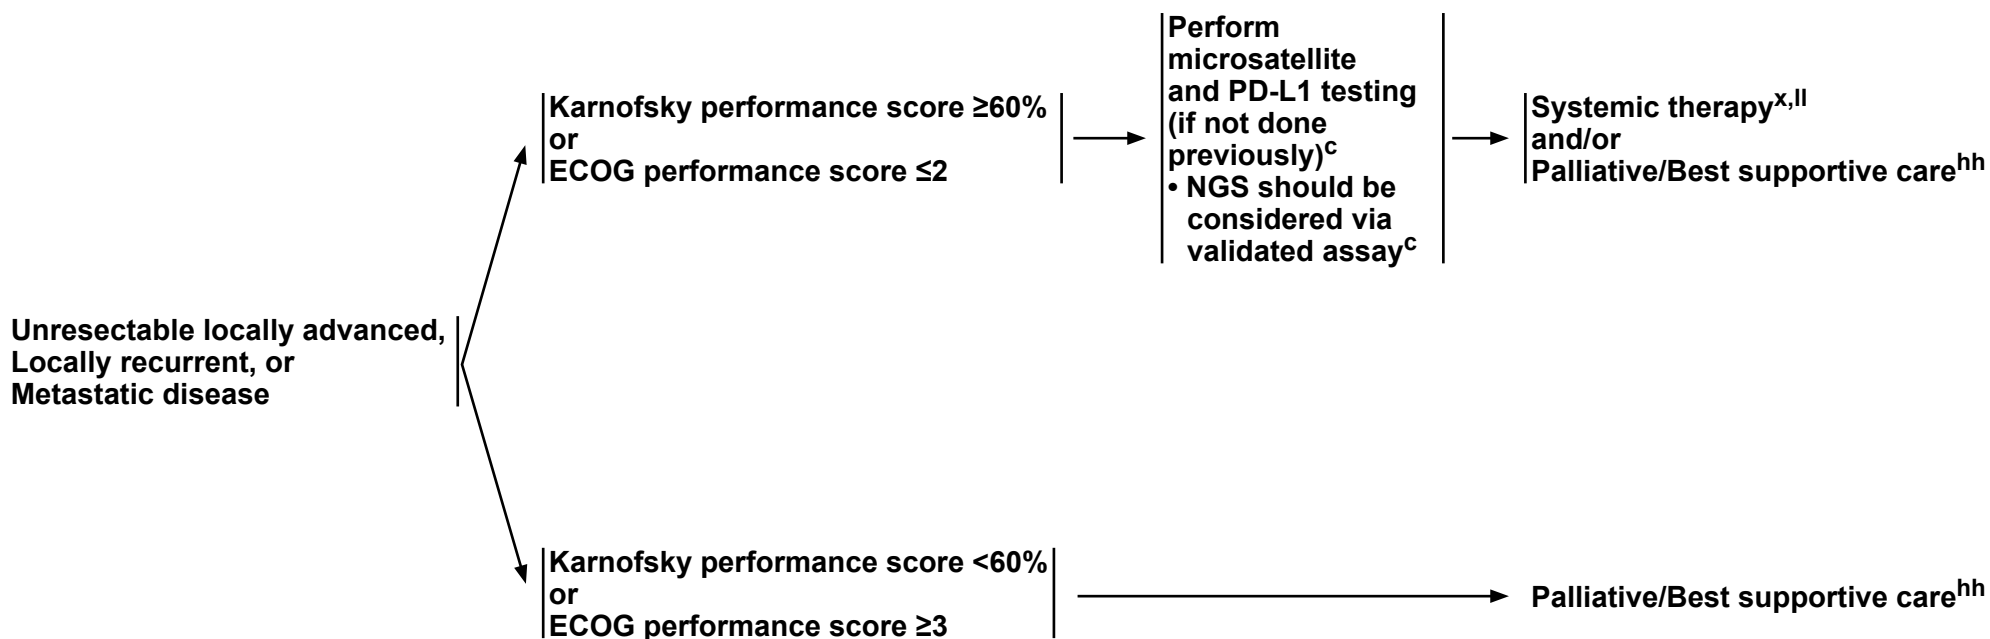 Unresectable locally advanced,
Locally recurrent, or
Metastatic disease
Karnofsky performance score ≥60%
or
ECOG performance score ≤2
Perform
microsatellite
and PD-L1 testing
(if not done
previously)c
• NGS should be
considered via
validated assayc
Systemic therapyx,ll
and/or
Palliative/Best supportive carehh
Karnofsky performance score <60%
or
ECOG performance score ≥3
Palliative/Best supportive carehh